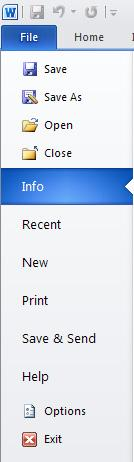 File Home
Save
Save As
Open
Close
Info
Recent
New
Print
Save & Send
Help
Options
Exit